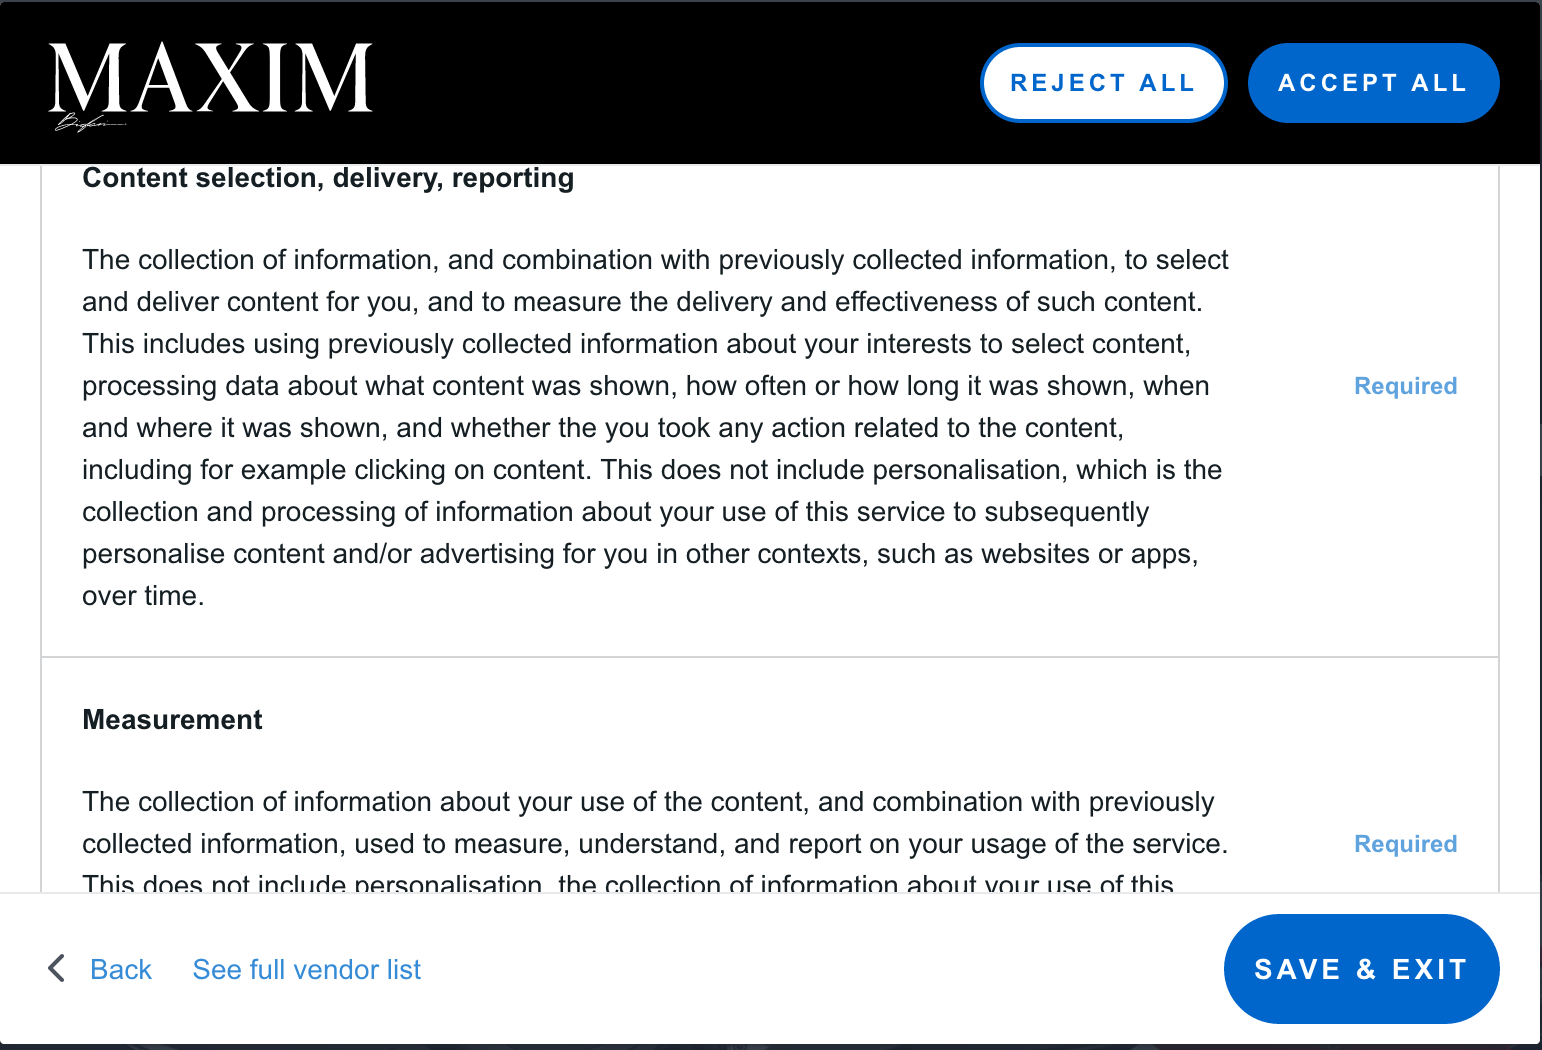 MAXIM
REJECT ALL
ACCEPT ALL
Content selection, delivery, reporting
The collection of information, and combination with previously collected information, to select
and deliver content for you, and to measure the delivery and effectiveness of such content.
This includes using previously collected information about your interests to select content,
processing data about what content was shown, how often or how long it was shown, when
and where it was shown, and whether the you took any action related to the content,
including for example clicking on content. This does not include personalisation, which is the
collection and processing of information about your use of this service to subsequently
personalise content and/or advertising for you in other contexts, such as websites or apps,
over time.
Required
Measurement
The collection of information about your use of the content, and combination with previously
collected information, used to measure, understand, and report on your usage of the service.
This does not include personalisation, the collection of information about your use of this
Required
Back
See full vendor list
SAVE & EXIT